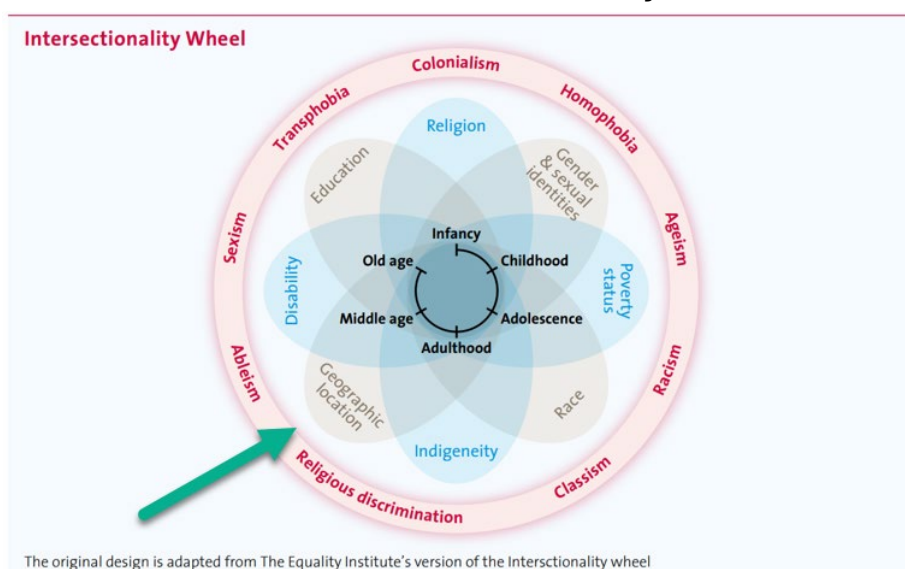 Intersectionality Wheel
Colonialism
Homophobia
Ageism
Racism
Classism
Religious discrimination
Ableism
Sexism
Transphobia
Religion
Gender
& sexual
identities
Poverty
status
Race
Indigeneity
Geographic
location
Disability
Education
Infancy
Childhood
Adolescence
Adulthood
Middle age
Old age
The original design is adapted from The Equality Institute's version of the Intersctionality wheel